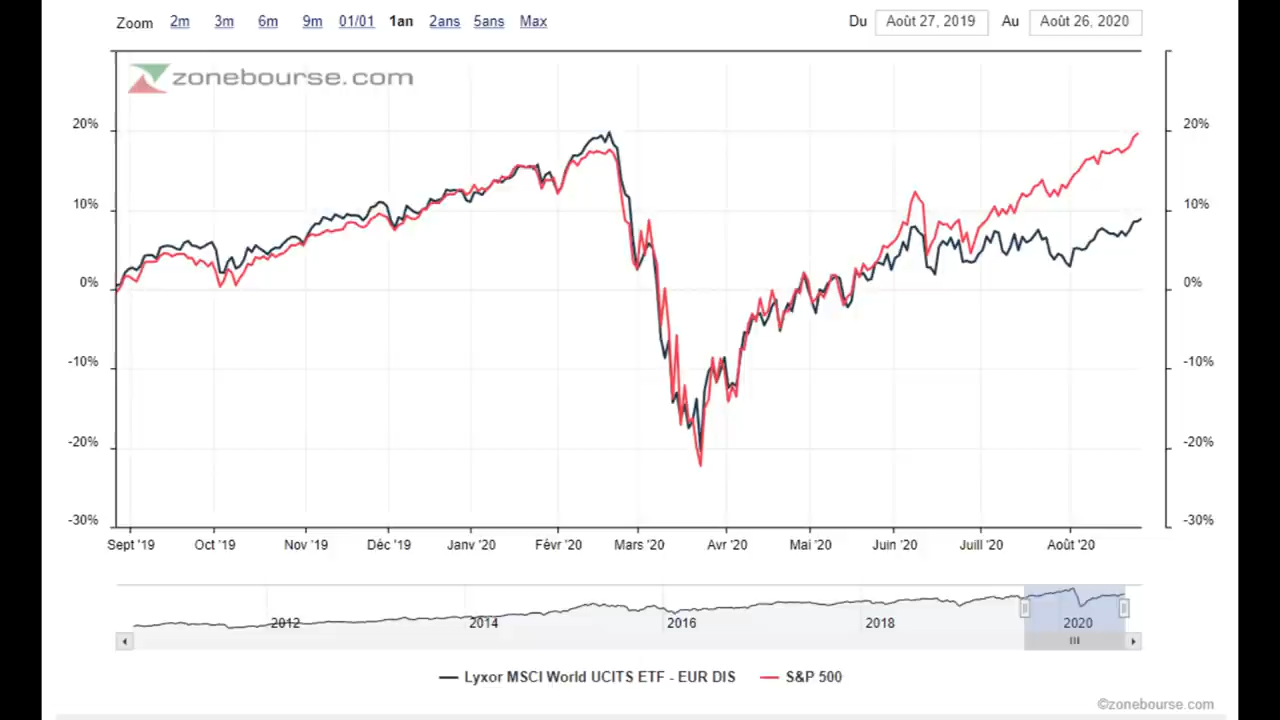 Zoom 2m 3m 6m 9m 01/01 1an 2ans 5ans Max Du Août 27, 2019 Au Août 26, 2020
zonebourse.com
20% 20%
10% 10%
0% 0%
-10% -10%
-20% -20%
-30% -30%
Sept '19 Oct '19 Nov '19 Déc '19 Janv '20 Févr '20 Mars '20 Avr '20 Mai '20 Juin '20 Juill '20 Août '20
2012 2014 2016 2018 2020
Lyxor MSCI World UCITS ETF - EUR DIS S&P 500
©zonebourse.com